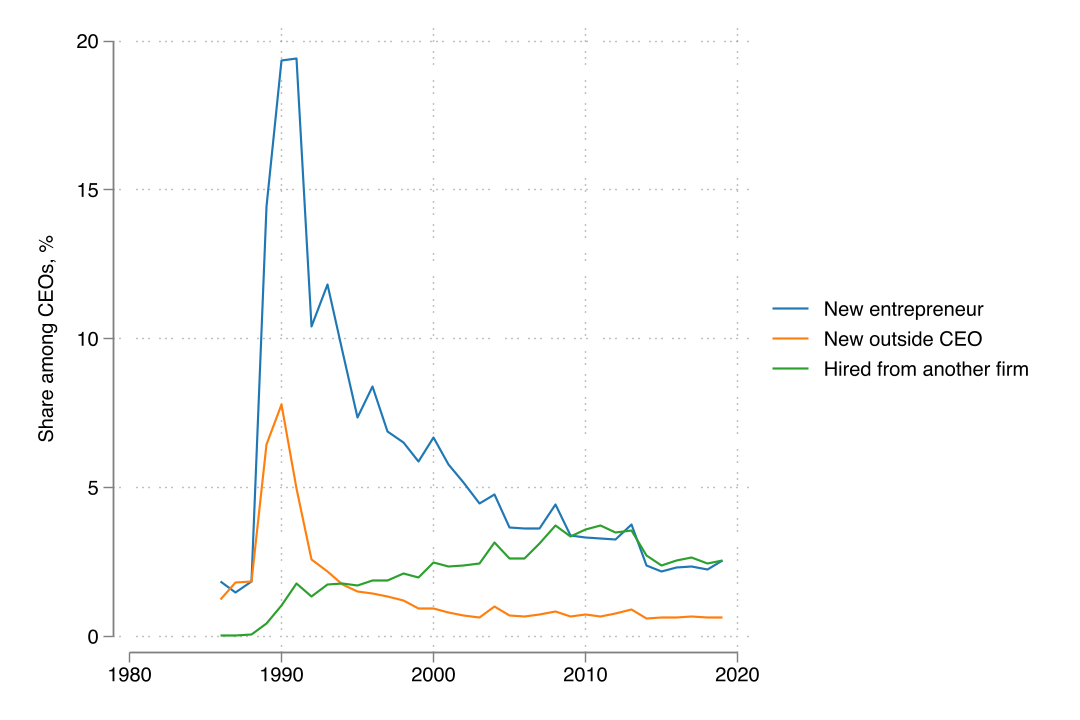 Share among CEOs, %
20
15
10
5
0
1980 1990 2000 2010 2020
New entrepreneur
New outside CEO
Hired from another firm